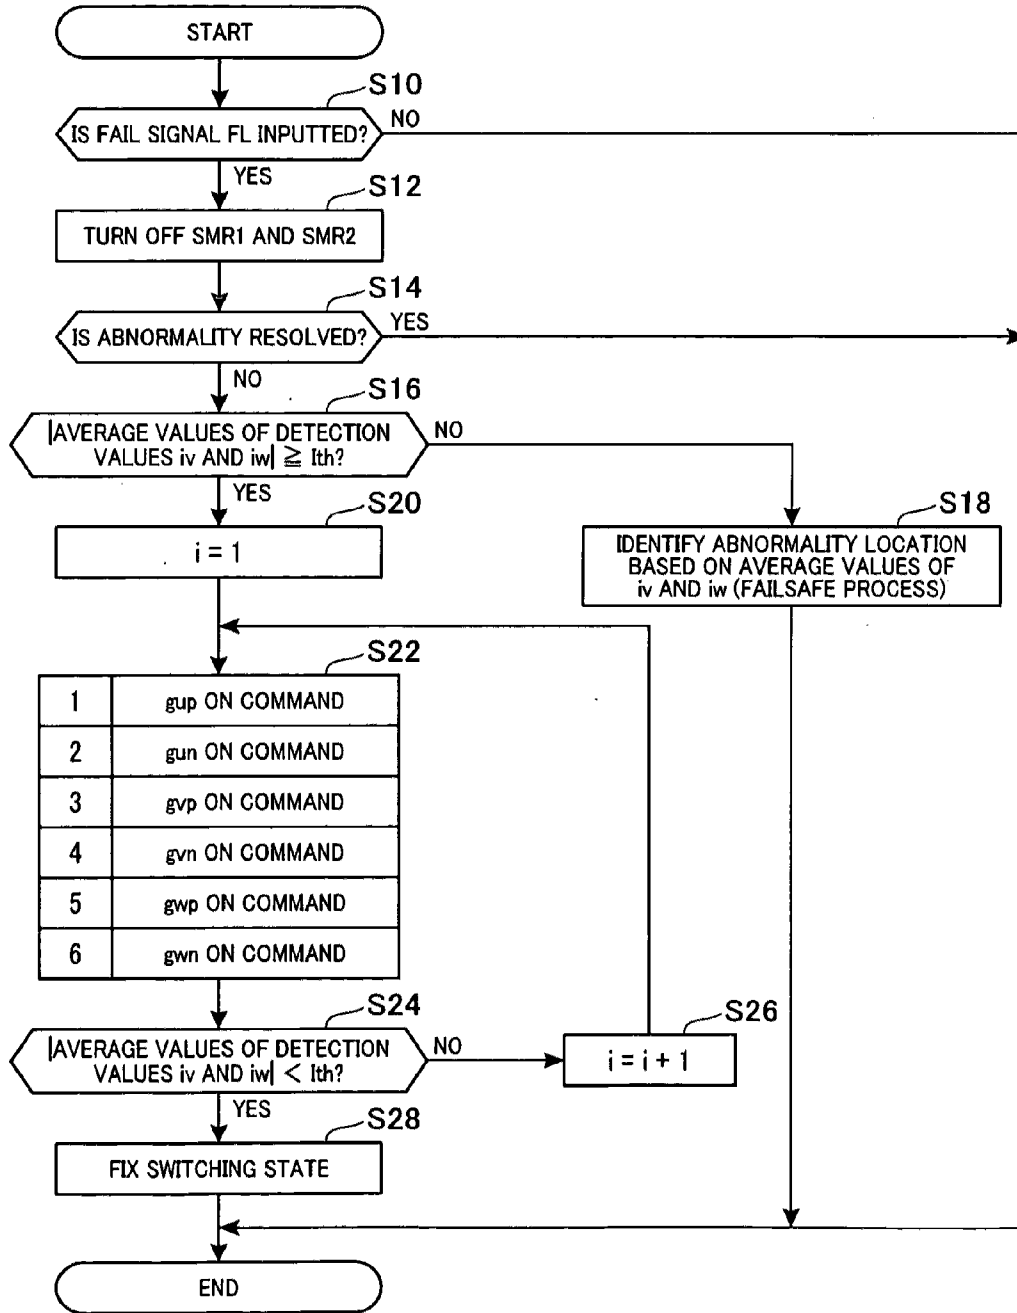 START
S10
IS FAIL SIGNAL FL INPUTTED?
NO
YES
S12
TURN OFF SMR1 AND SMR2
S14
IS ABNORMALITY RESOLVED?
YES
NO
S16
|AVERAGE VALUES OF DETECTION
VALUES iv AND iw| ≧ Ith?
NO
YES
S20
i = 1
S18
IDENTIFY ABNORMALITY LOCATION
BASED ON AVERAGE VALUES OF
iv AND iw (FAILSAFE PROCESS)
S22
1 gup ON COMMAND
2 gun ON COMMAND
3 gvp ON COMMAND
4 gvn ON COMMAND
5 gwp ON COMMAND
6 gwn ON COMMAND
S24
|AVERAGE VALUES OF DETECTION
VALUES iv AND iw| < Ith?
NO
S26
i = i + 1
YES
S28
FIX SWITCHING STATE
END